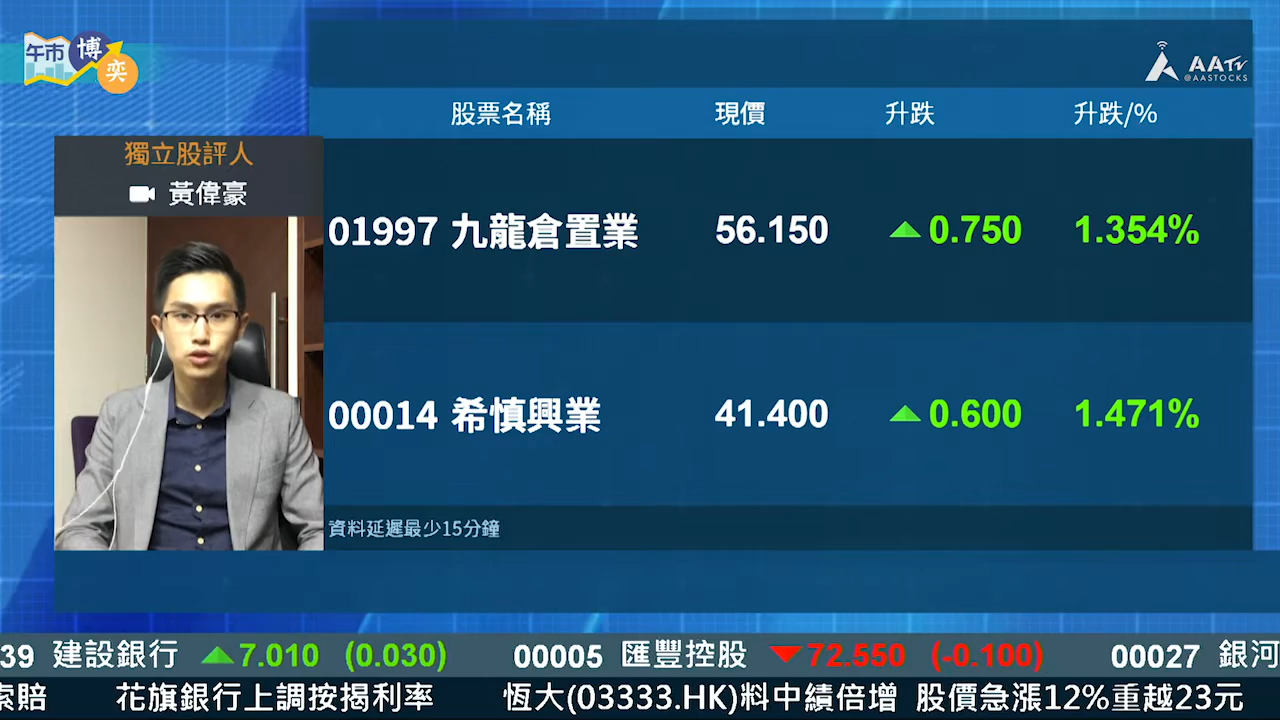 午市 博 奕
AATV
@AASTOCKS
股票名稱 現價 升跌 升跌/%
獨立股評人
黃偉豪
01997 九龍倉置業 56.150 0.750 1.354%
00014 希慎興業 41.400 0.600 1.471%
資料延遲最少15分鐘
39 建設銀行 7.010 (0.030) 00005 匯豐控股 72.550 (-0.100) 00027 銀河
索賠 花旗銀行上調按揭利率 恆大(03333.HK)料中績倍增 股價急漲12%重越23元